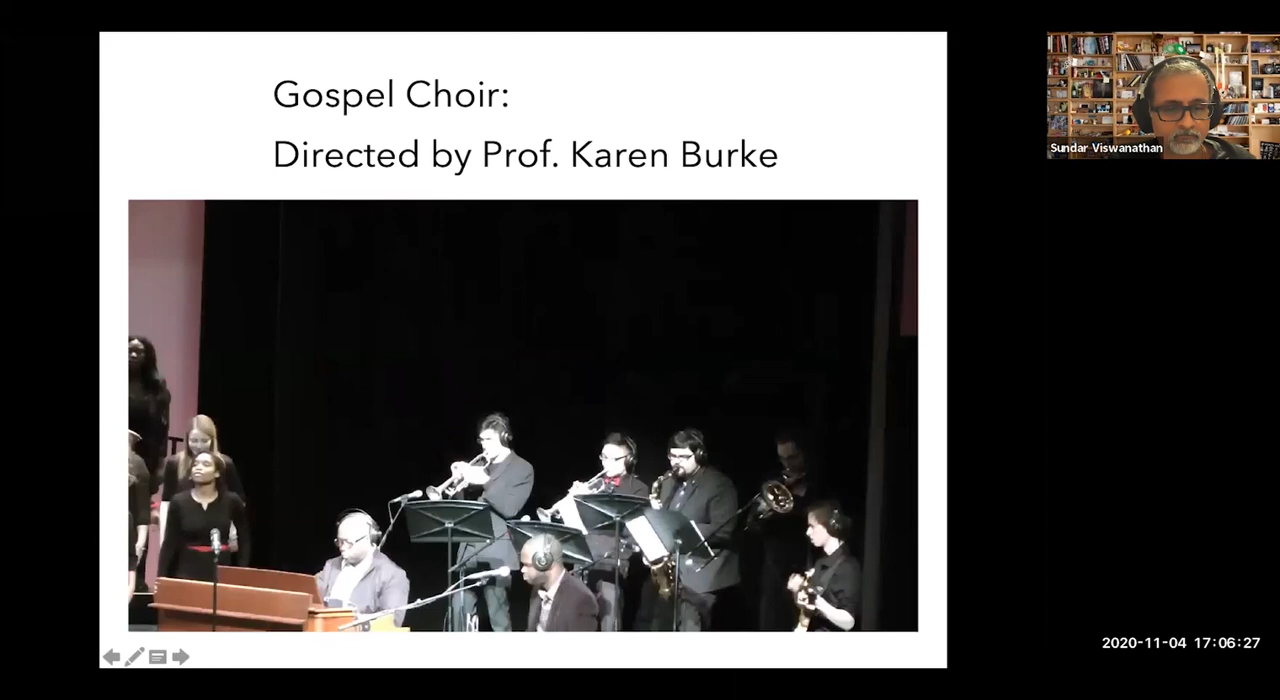 Gospel Choir:
Directed by Prof. Karen Burke
Sundar Viswanathan
2020-11-04 17:06:27